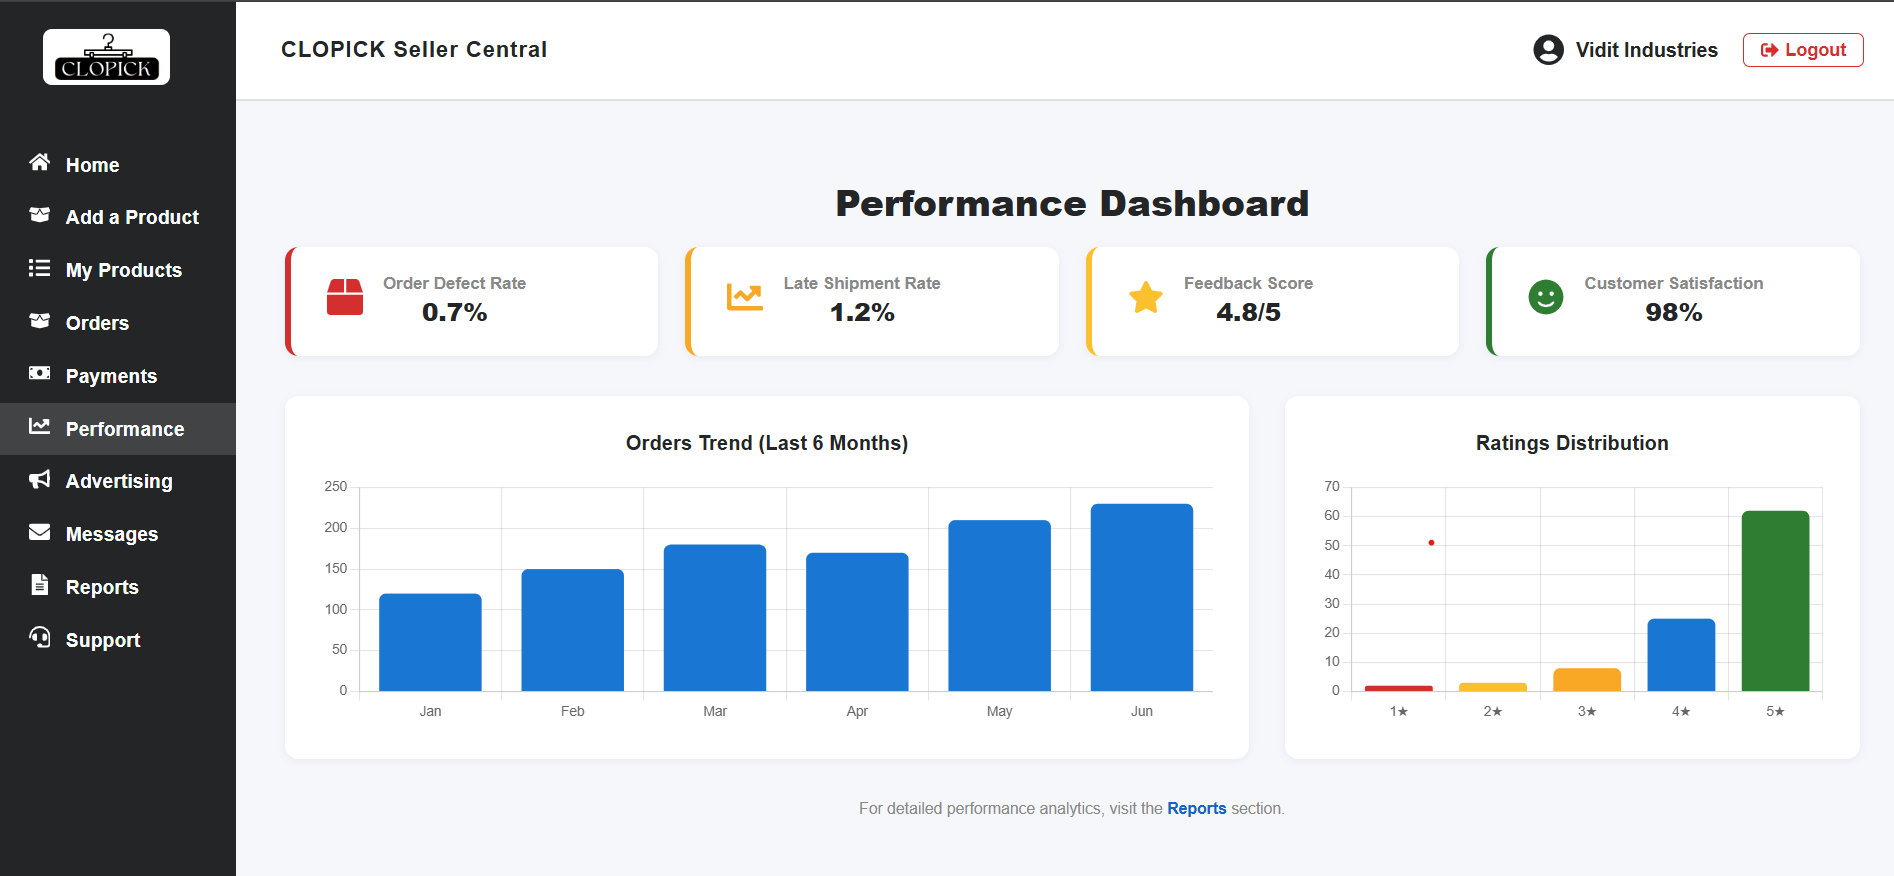 CLOPICK
CLOPICK Seller Central
Vidit Industries
Logout
Home
Add a Product
My Products
Orders
Payments
Performance
Advertising
Messages
Reports
Support
Performance Dashboard
Order Defect Rate
0.7%
Late Shipment Rate
1.2%
Feedback Score
4.8/5
Customer Satisfaction
98%
Orders Trend (Last 6 Months)
250
200
150
100
50
0
Jan Feb Mar Apr May Jun
Ratings Distribution
70
60
50
40
30
20
10
0
1★ 2★ 3★ 4★ 5★
For detailed performance analytics, visit the Reports section.